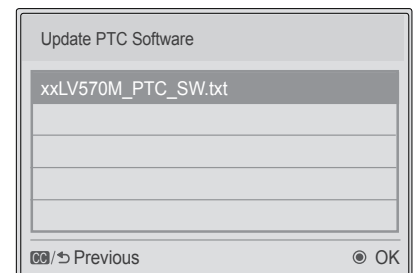 Update PTC Software
xxLV570M_PTC_SW.txt
CC/⮌ Previous ◉ OK